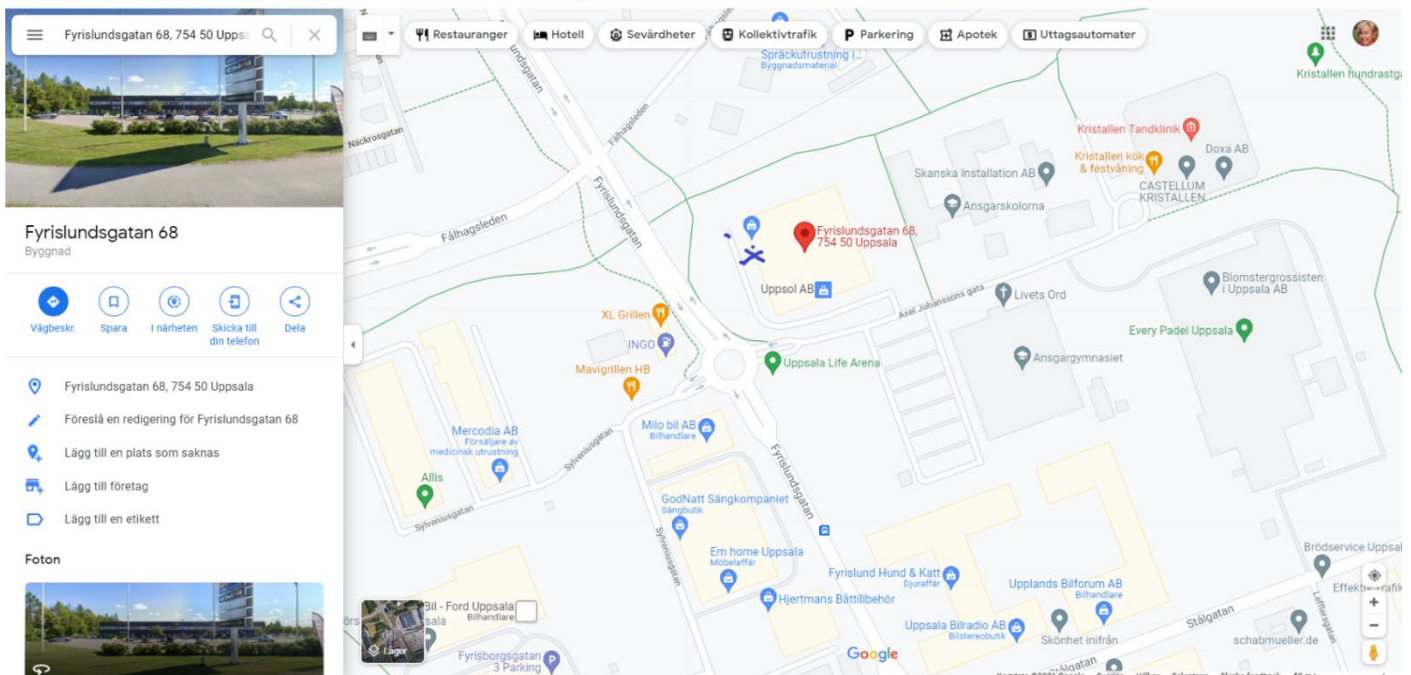 Fyrislundsgatan 68, 754 50 Upps
Restauranger
Hotell
Sevärdheter
Kollektivtrafik
Parkering
Apotek
Uttagsautomater
Fyrislundsgatan 68
Byggnad
Vägbeskr.
Spara
I närheten
Skicka till
din telefon
Dela
Fyrislundsgatan 68, 754 50 Uppsala
Föreslå en redigering för Fyrislundsgatan 68
Lägg till en plats som saknas
Lägg till företag
Lägg till en etikett
Foton
Spräckutrustning i...
Byggnadsmaterial
Kristallen hundrastga
Näckrosgatan
Fålhagsleden
Fyrislundsgatan
Fålhagsleden
Kristallen Tandklinik
Kristallen kök
& festvåning
Doxa AB
CASTELLUM
KRISTALLEN
Skanska Installation AB
Ansgarskolorna
Fyrislundsgatan 68,
754 50 Uppsala
Uppsol AB
Livets Ord
Axel Johanssons gata
Blomstergrossisten
i Uppsala AB
XL Grillen
INGO
Mavigrillen HB
Uppsala Life Arena
Ansgargymnasiet
Every Padel Uppsala
Mercodia AB
Försäljare av
medicinsk utrustning
Milo bil AB
Bilhandlare
Allis
Sylveniusgatan
Sylveniusgatan
Sylveniusgatan
Fyrislundsgatan
GodNatt Sängkompaniet
Sängbutik
Em home Uppsala
Möbelaffär
Hjertmans Båttillbehör
Fyrislund Hund & Katt
Djuraffär
Upplands Bilforum AB
Bilhandlare
Brödservice Uppsal
Stålgatan
Lefflersgatan
Bil - Ford Uppsala
Bilhandlare
Uppsala Bilradio AB
Bilstereobutik
Skönhet inifrån
schabmueller.de
Fyrisborgsgatan
3 Parking
Lager
Google